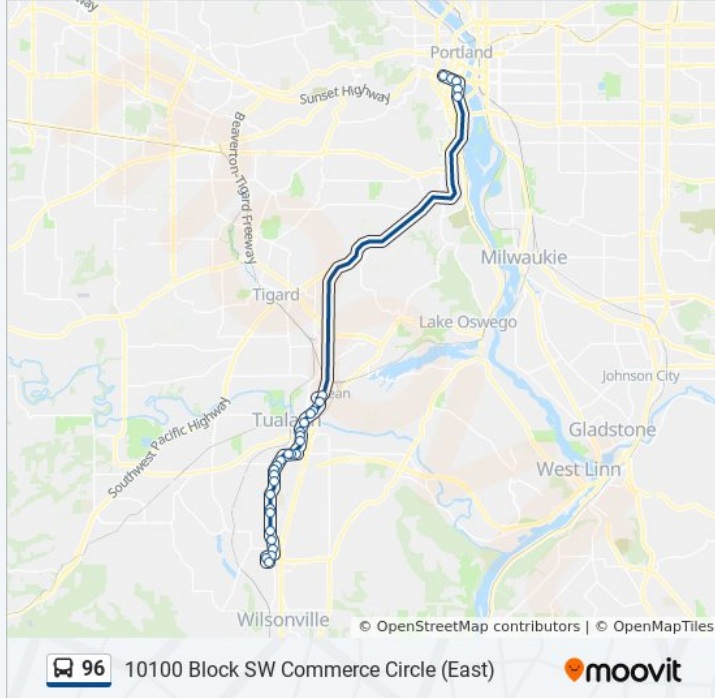 Portland
Sunset Highway
Beaverton-Tigard Freeway
Milwaukie
Tigard
Lake Oswego
Johnson City
Southwest Pacific Highway
Gladstone
West Linn
Wilsonville
© OpenStreetMap contributors | © OpenMapTiles
96 10100 Block SW Commerce Circle (East)
moovit